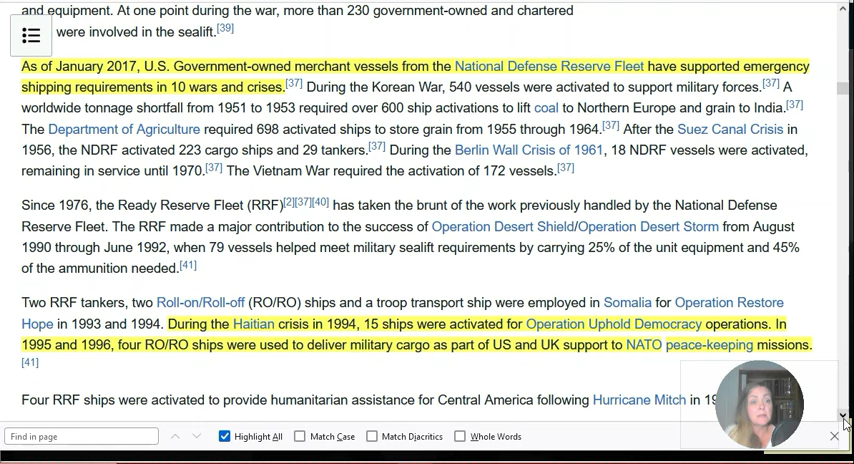 and equipment. At one point during the war, more than 230 government-owned and chartered
were involved in the sealift.[39]
As of January 2017, U.S. Government-owned merchant vessels from the National Defense Reserve Fleet have supported emergency
shipping requirements in 10 wars and crises.[37] During the Korean War, 540 vessels were activated to support military forces.[37] A
worldwide tonnage shortfall from 1951 to 1953 required over 600 ship activations to lift coal to Northern Europe and grain to India.[37]
The Department of Agriculture required 698 activated ships to store grain from 1955 through 1964.[37] After the Suez Canal Crisis in
1956, the NDRF activated 223 cargo ships and 29 tankers.[37] During the Berlin Wall Crisis of 1961, 18 NDRF vessels were activated,
remaining in service until 1970.[37] The Vietnam War required the activation of 172 vessels.[37]
Since 1976, the Ready Reserve Fleet (RRF)[2][37][40] has taken the brunt of the work previously handled by the National Defense
Reserve Fleet. The RRF made a major contribution to the success of Operation Desert Shield/Operation Desert Storm from August
1990 through June 1992, when 79 vessels helped meet military sealift requirements by carrying 25% of the unit equipment and 45%
of the ammunition needed.[41]
Two RRF tankers, two Roll-on/Roll-off (RO/RO) ships and a troop transport ship were employed in Somalia for Operation Restore
Hope in 1993 and 1994. During the Haitian crisis in 1994, 15 ships were activated for Operation Uphold Democracy operations. In
1995 and 1996, four RO/RO ships were used to deliver military cargo as part of US and UK support to NATO peace-keeping missions.
[41]
Four RRF ships were activated to provide humanitarian assistance for Central America following Hurricane Mitch in 19
Find in page Highlight All Match Case Match Diacritics Whole Words